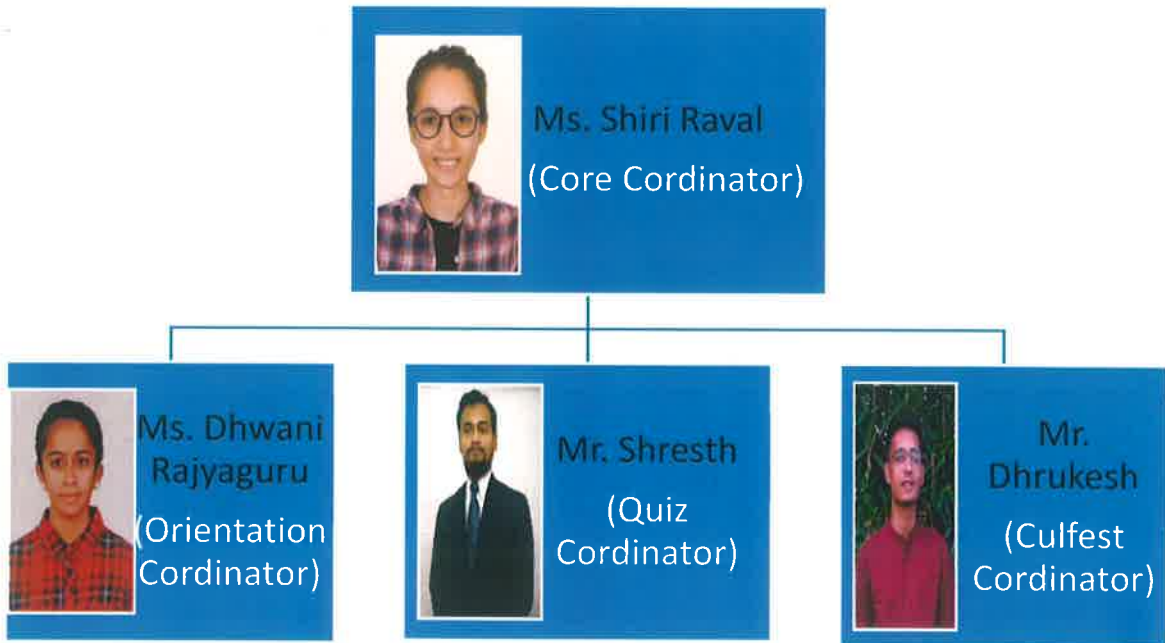 Ms. Shiri Raval
(Core Cordinator)
Ms. Dhwani
Rajyaguru
(Orientation
Cordinator)
Mr. Shresth
(Quiz
Cordinator)
Mr.
Dhrukesh
(Culfest
Cordinator)